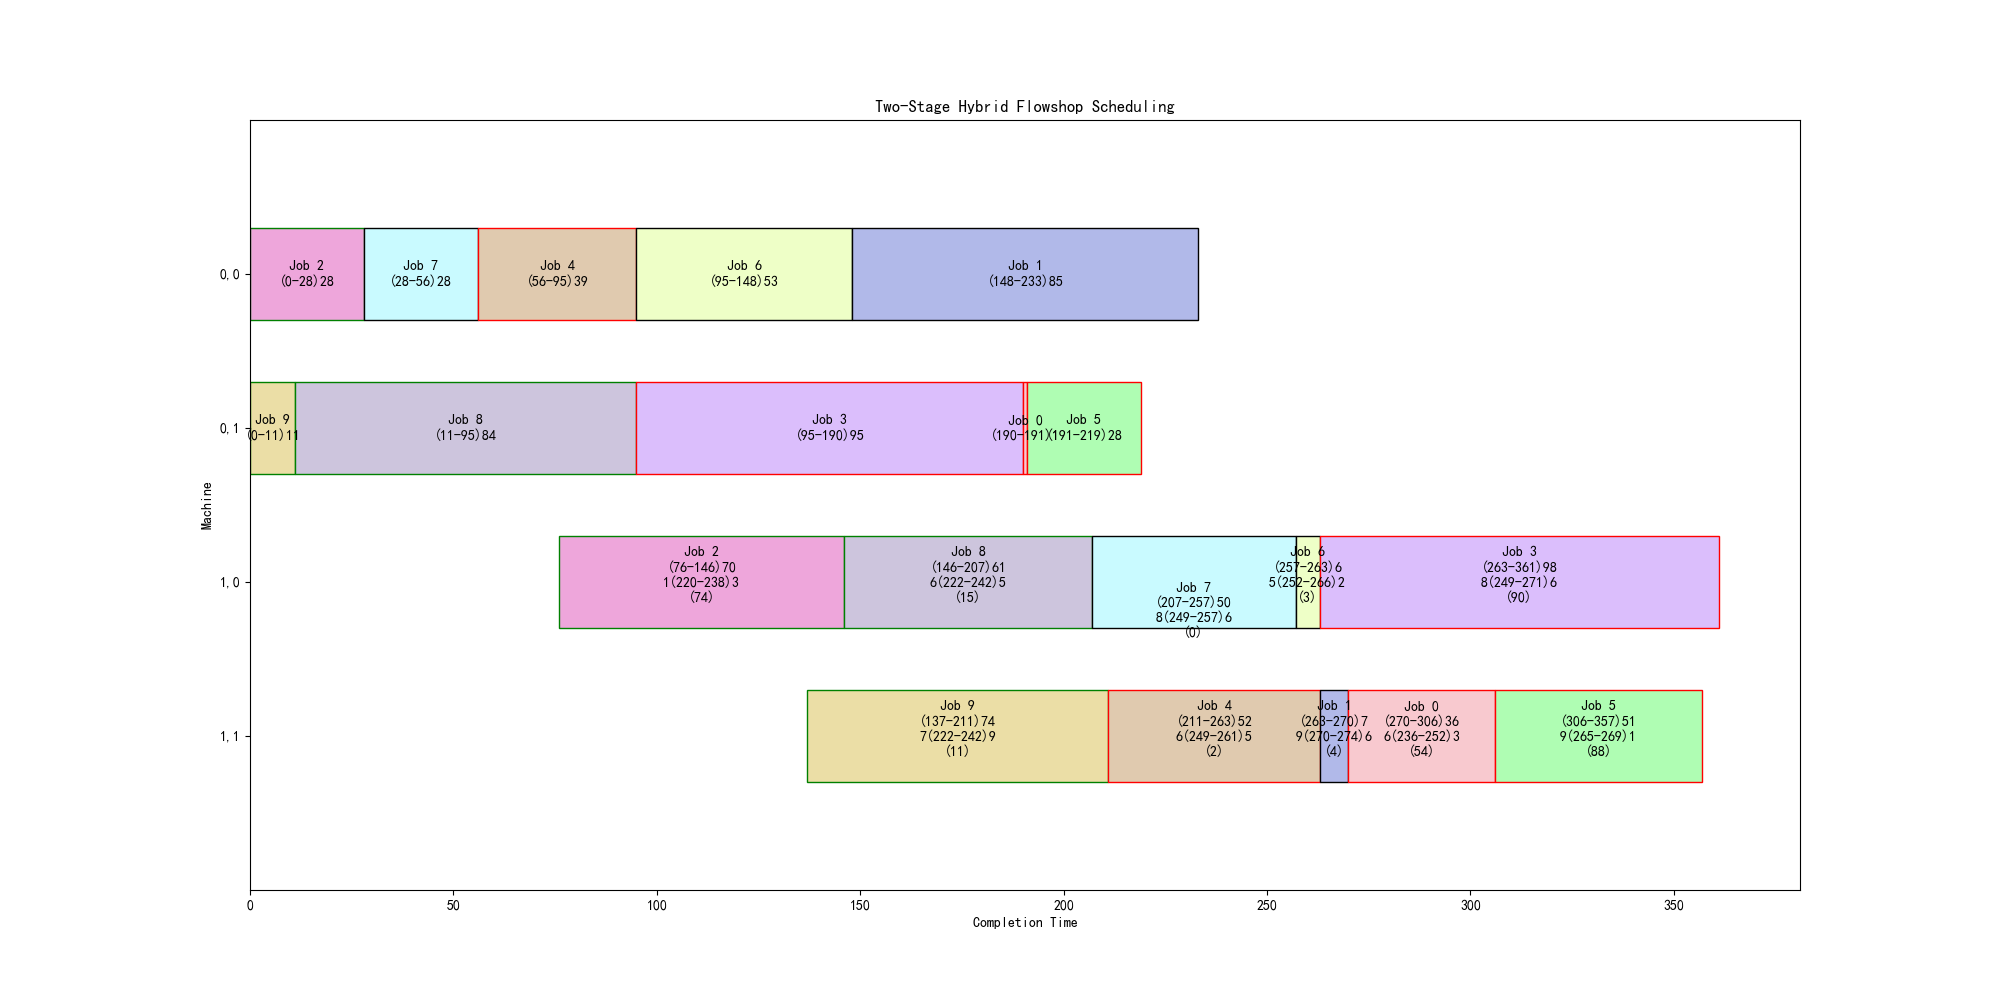 Two-Stage Hybrid Flowshop Scheduling
Machine
0,0
Job 2
(0-28)28
Job 7
(28-56)28
Job 4
(56-95)39
Job 6
(95-148)53
Job 1
(148-233)85
0,1
Job 9
(0-11)11
Job 8
(11-95)84
Job 3
(95-190)95
Job 0
(190-191)
Job 5
(191-219)28
1,0
Job 2
(76-146)70
1(220-238)3
(74)
Job 8
(146-207)61
6(222-242)5
(15)
Job 7
(207-257)50
8(249-257)6
(0)
Job 6
(257-263)6
5(252-266)2
(3)
Job 3
(263-361)98
8(249-271)6
(90)
1,1
Job 9
(137-211)74
7(222-242)9
(11)
Job 4
(211-263)52
6(249-261)5
(2)
Job 1
(263-270)7
9(270-274)6
(4)
Job 0
(270-306)36
6(236-252)3
(54)
Job 5
(306-357)51
9(265-269)1
(88)
0
50
100
150
200
250
300
350
Completion Time